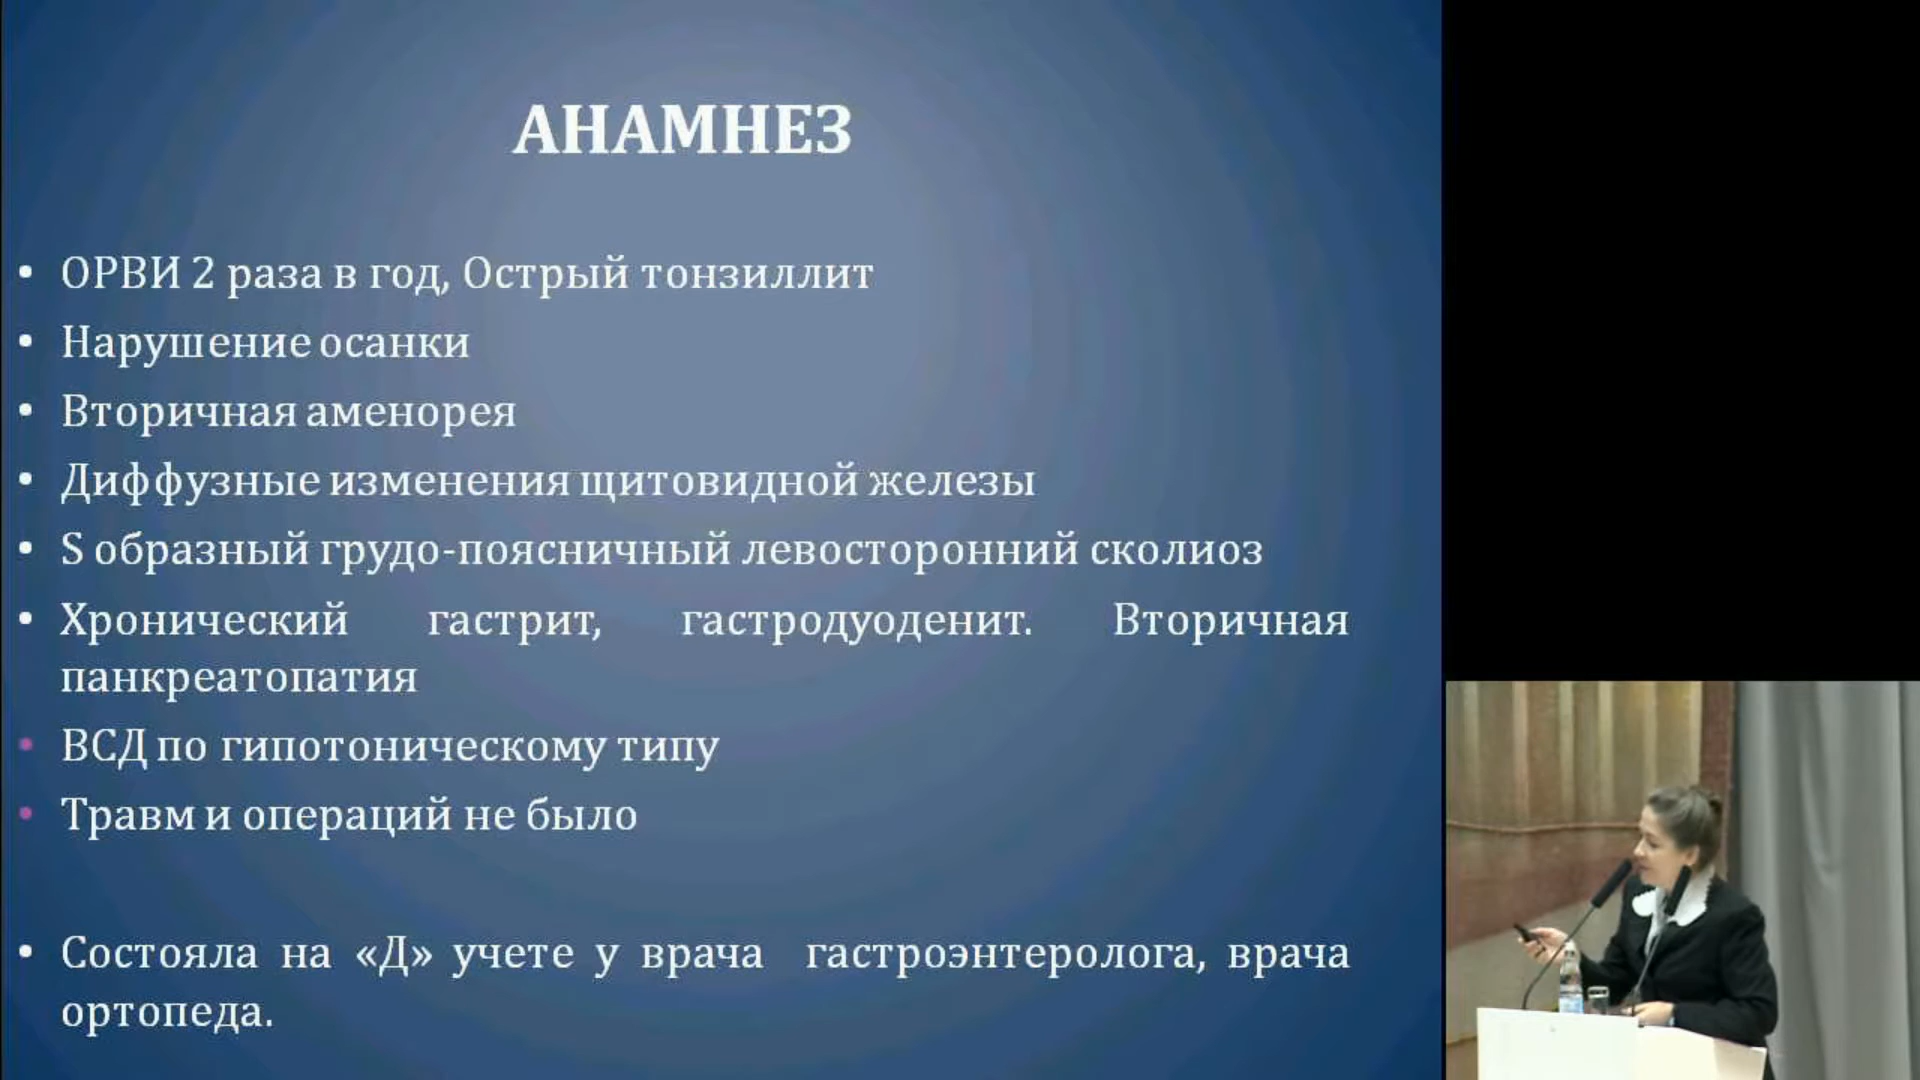 АНАМНЕЗ
• ОРВИ 2 раза в год, Острый тонзиллит
• Нарушение осанки
• Вторичная аменорея
• Диффузные изменения щитовидной железы
• S образный грудо-поясничный левосторонний сколиоз
• Хронический гастрит, гастродуоденит. Вторичная
панкреатопатия
• ВСД по гипотоническому типу
• Травм и операций не было
• Состояла на «Д» учете у врача гастроэнтеролога, врача
ортопеда.